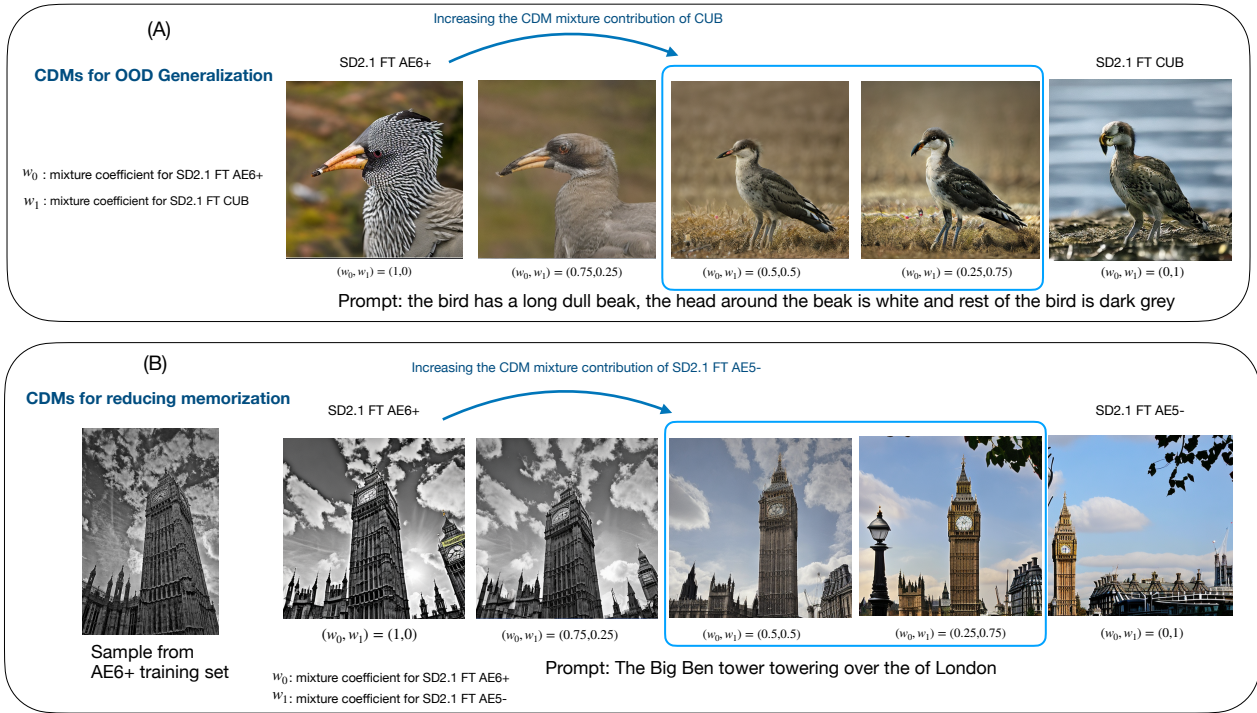 (A)
Increasing the CDM mixture contribution of CUB
CDMs for OOD Generalization
SD2.1 FT AE6+
SD2.1 FT CUB
w₀ : mixture coefficient for SD2.1 FT AE6+
w₁ : mixture coefficient for SD2.1 FT CUB
(w₀, w₁) = (1,0)
(w₀, w₁) = (0.75,0.25)
(w₀, w₁) = (0.5,0.5)
(w₀, w₁) = (0.25,0.75)
(w₀, w₁) = (0,1)
Prompt: the bird has a long dull beak, the head around the beak is white and rest of the bird is dark grey
(B)
Increasing the CDM mixture contribution of SD2.1 FT AE5-
CDMs for reducing memorization
SD2.1 FT AE6+
SD2.1 FT AE5-
(w₀, w₁) = (1,0)
(w₀, w₁) = (0.75,0.25)
(w₀, w₁) = (0.5,0.5)
(w₀, w₁) = (0.25,0.75)
(w₀, w₁) = (0,1)
Sample from
AE6+ training set
Prompt: The Big Ben tower towering over the of London
w₀: mixture coefficient for SD2.1 FT AE6+
w₁: mixture coefficient for SD2.1 FT AE5-